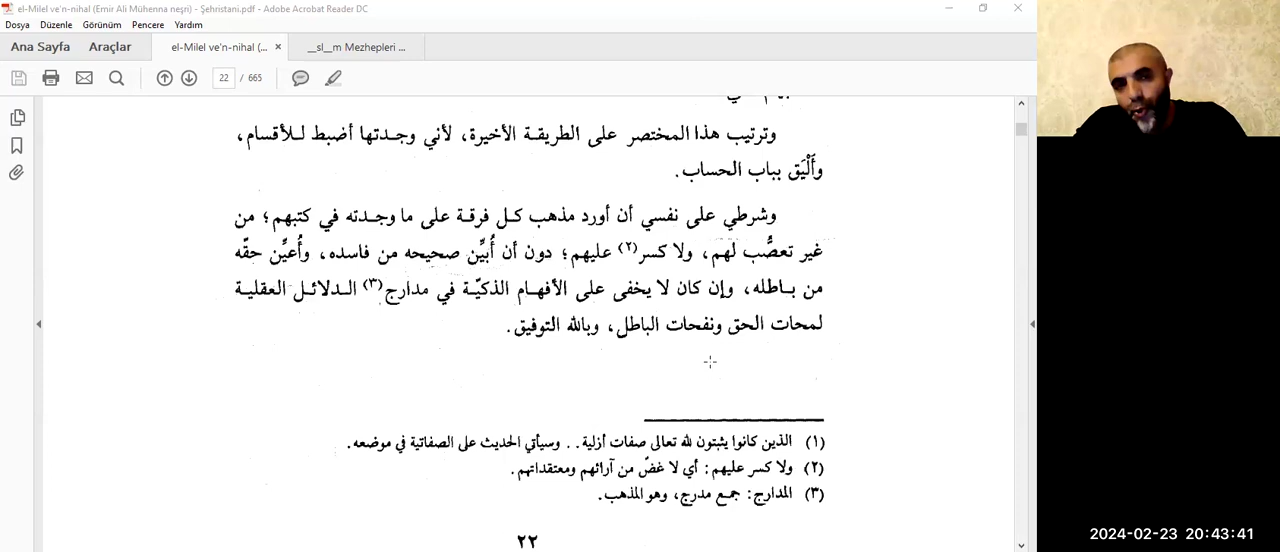 el-Milel ve'n-nihal (Emir Ali Mühenna neşri) - Şehristani.pdf - Adobe Acrobat Reader DC
Dosya Düzenle Görünüm Pencere Yardım
Ana Sayfa Araçlar el-Milel ve'n-nihal (... × __sl__m Mezhepleri ...
22 / 665
وترتيب هذا المختصر على الطريقة الأخيرة، لأني وجدتها أضبط للأقسام،
وأَلْيَق بباب الحساب.
وشرطي على نفسي أن أورد مذهب كل فرقة على ما وجدته في كتبهم؛ من
غير تعصُّب لهم، ولا كسر(٢) عليهم؛ دون أن أُبيِّن صحيحه من فاسده، وأُعيِّن حقَّه
من باطله، وإن كان لا يخفى على الأفهام الذكيّة في مدارج(٣) الدلائل العقلية
لمحات الحق ونفحات الباطل، وبالله التوفيق.
(١) الذين كانوا يثبتون لله تعالى صفات أزلية.. وسيأتي الحديث على الصفاتية في موضعه.
(٢) ولا كسر عليهم: أي لا غضّ من آرائهم ومعتقداتهم.
(٣) المدارج: جمع مدرج، وهو المذهب.
٢٢
2024-02-23 20:43:41